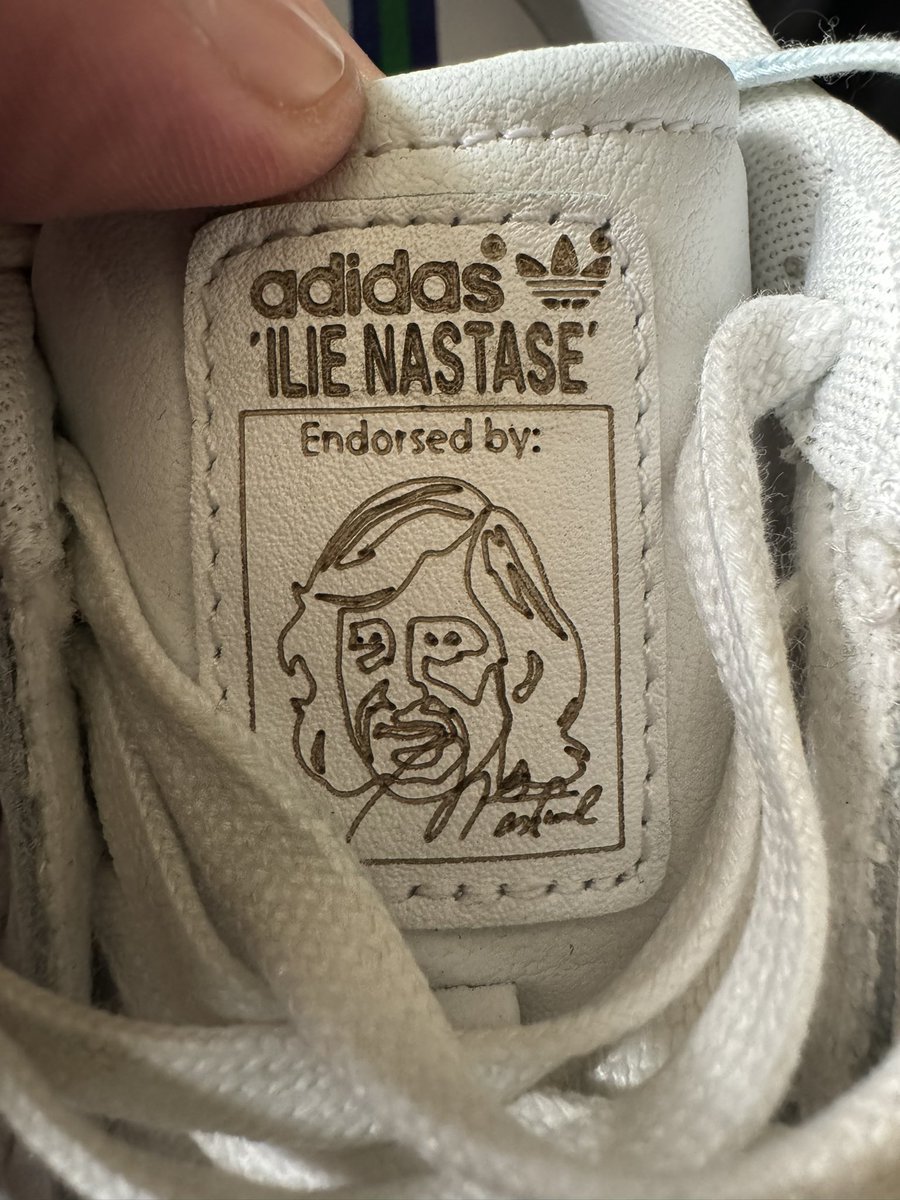 adidas
'ILIE NASTASE'
Endorsed by: